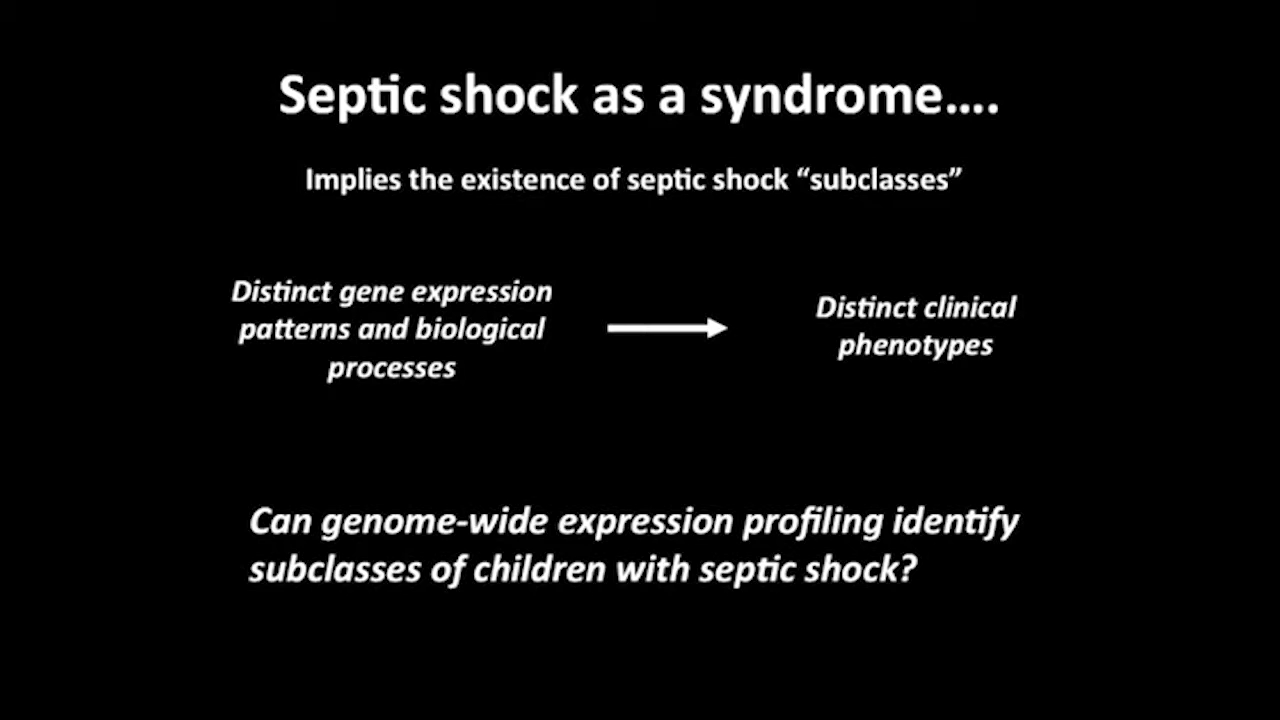 Septic shock as a syndrome....
Implies the existence of septic shock “subclasses”
Distinct gene expression
patterns and biological
processes
Distinct clinical
phenotypes
Can genome-wide expression profiling identify
subclasses of children with septic shock?